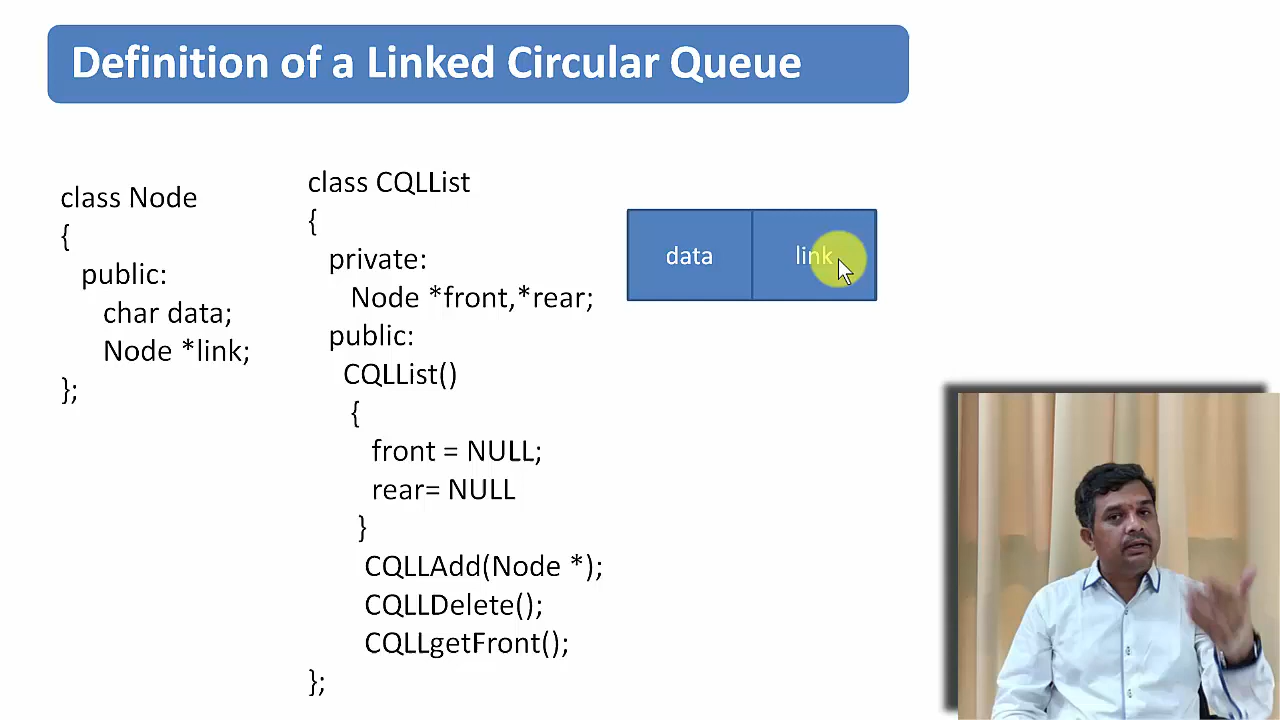 Definition of a Linked Circular Queue
class Node
{
public:
char data;
Node *link;
};
class CQLList
{
private:
Node *front,*rear;
public:
CQLList()
{
front = NULL;
rear= NULL
}
CQLLAdd(Node *);
CQLLDelete();
CQLLgetFront();
};
data
link